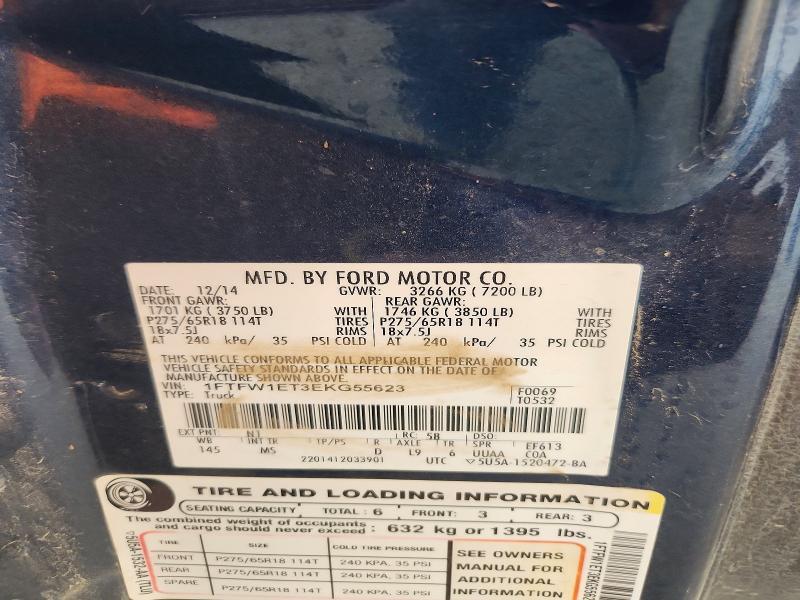 MFD. BY FORD MOTOR CO.
DATE: 12/14 GVWR: 3266 KG ( 7200 LB)
FRONT GAWR: REAR GAWR:
1701 KG ( 3750 LB) WITH 1746 KG ( 3850 LB) WITH
P275/65R18 114T TIRES P275/65R18 114T TIRES
18x7.5J RIMS 18x7.5J RIMS
AT 240 kPa/ 35 PSI COLD AT 240 kPa/ 35 PSI COLD
THIS VEHICLE CONFORMS TO ALL APPLICABLE FEDERAL MOTOR
VEHICLE SAFETY STANDARDS IN EFFECT ON THE DATE OF
MANUFACTURE SHOWN ABOVE.
VIN: 1FTFW1ET3EKG55623 F0069
TYPE: Truck T0532
EXT PNT: N1 RC: 58 DSO:
WB INT TR TP/PS R AXLE TR SPR EF613
145 MS D L9 6 UUAA C0A
2201412033901 UTC 5U5A-1520472-BA
TIRE AND LOADING INFORMATION
SEATING CAPACITY TOTAL: 6 FRONT: 3 REAR: 3
The combined weight of occupants
and cargo should never exceed: 632 kg or 1395 lbs.
TIRE SIZE COLD TIRE PRESSURE
FRONT P275/65R18 114T 240 KPA, 35 PSI
REAR P275/65R18 114T 240 KPA, 35 PSI
SPARE P275/65R18 114T 240 KPA, 35 PSI
SEE OWNERS
MANUAL FOR
ADDITIONAL
INFORMATION